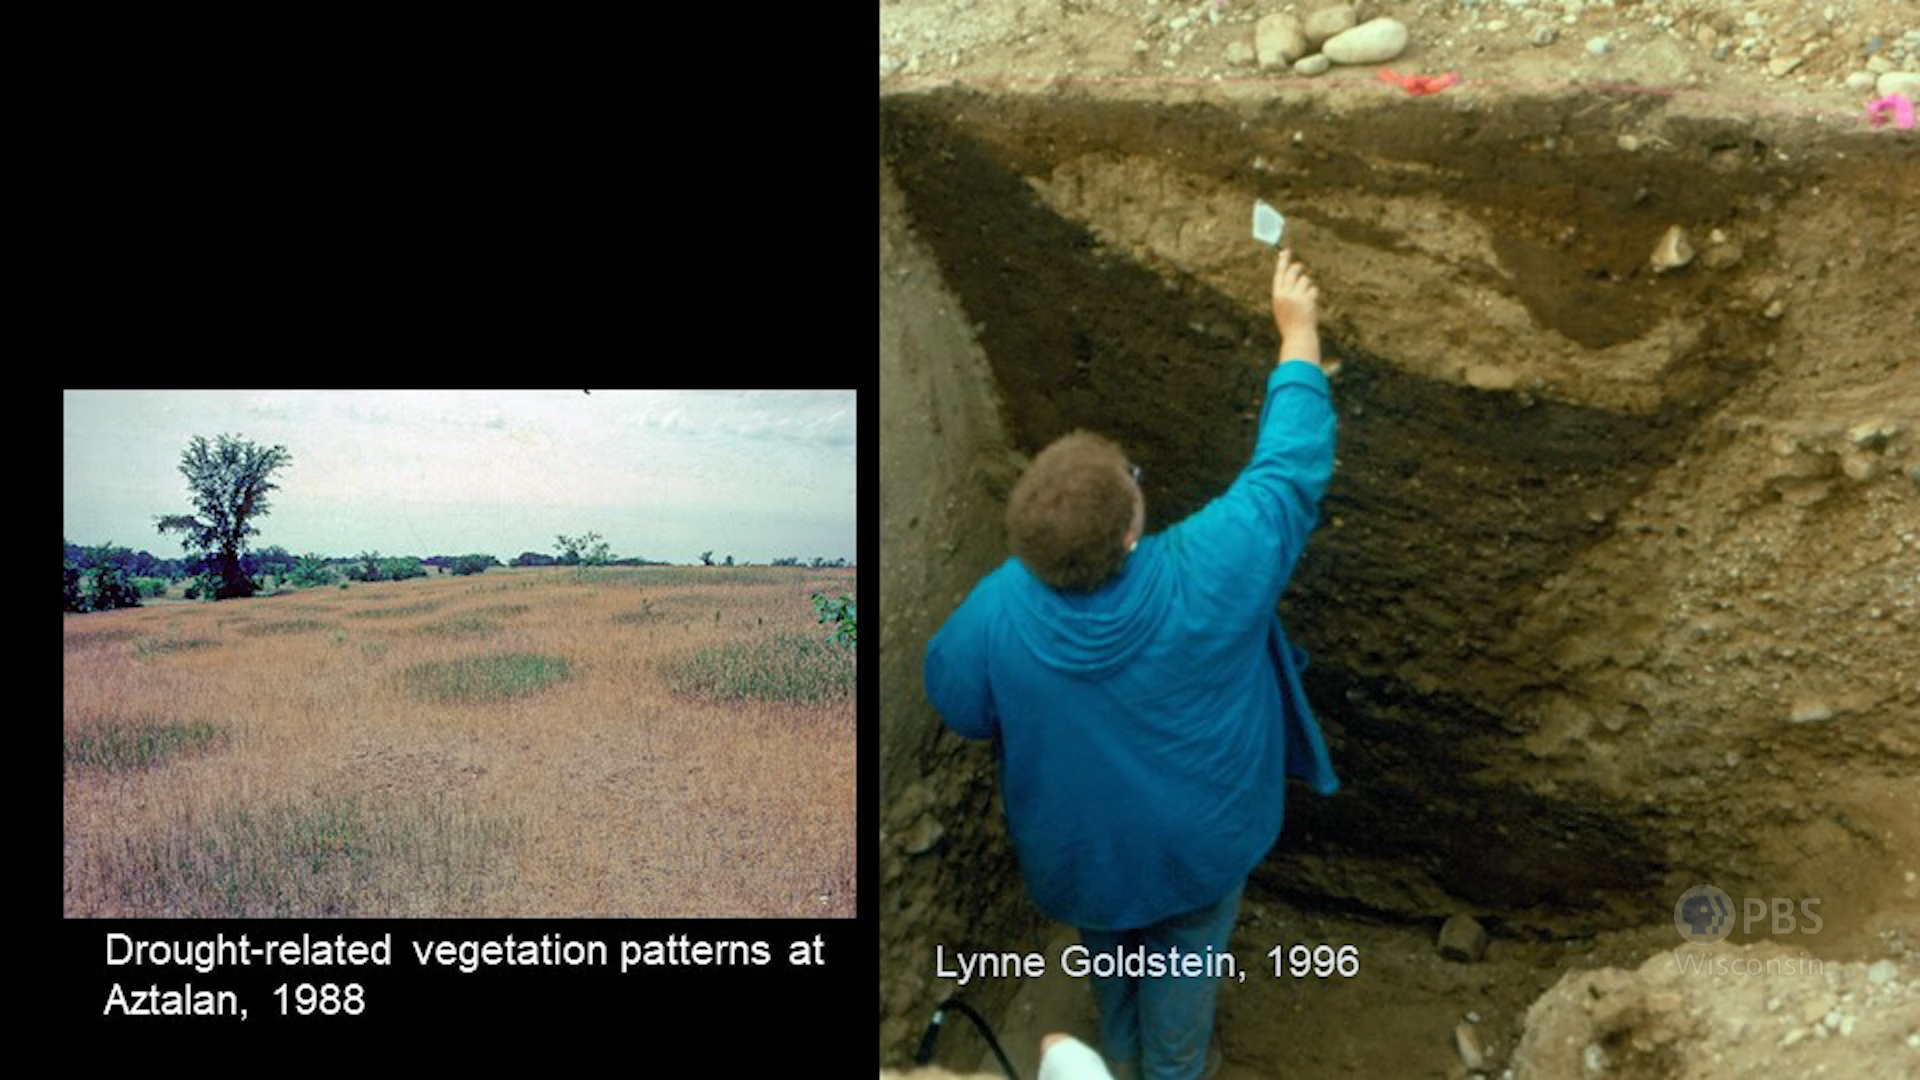 Drought-related vegetation patterns at
Aztalan, 1988
Lynne Goldstein, 1996
PBS
Wisconsin